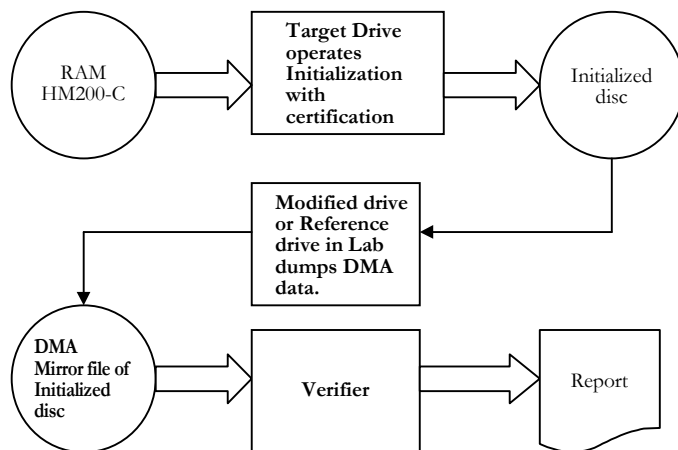 RAM
HM200-C
Target Drive
operates
Initialization
with
certification
Initialized
disc
Modified drive
or Reference
drive in Lab
dumps DMA
data.
DMA
Mirror file of
Initialized
disc
Verifier
Report